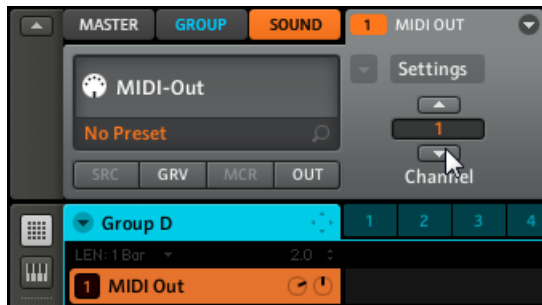 MASTER GROUP SOUND 1 MIDI OUT
MIDI-Out
Settings
No Preset
1
SRC GRV MCR OUT
Channel
Group D 1 2 3 4
LEN: 1 Bar 2.0
1 MIDI Out